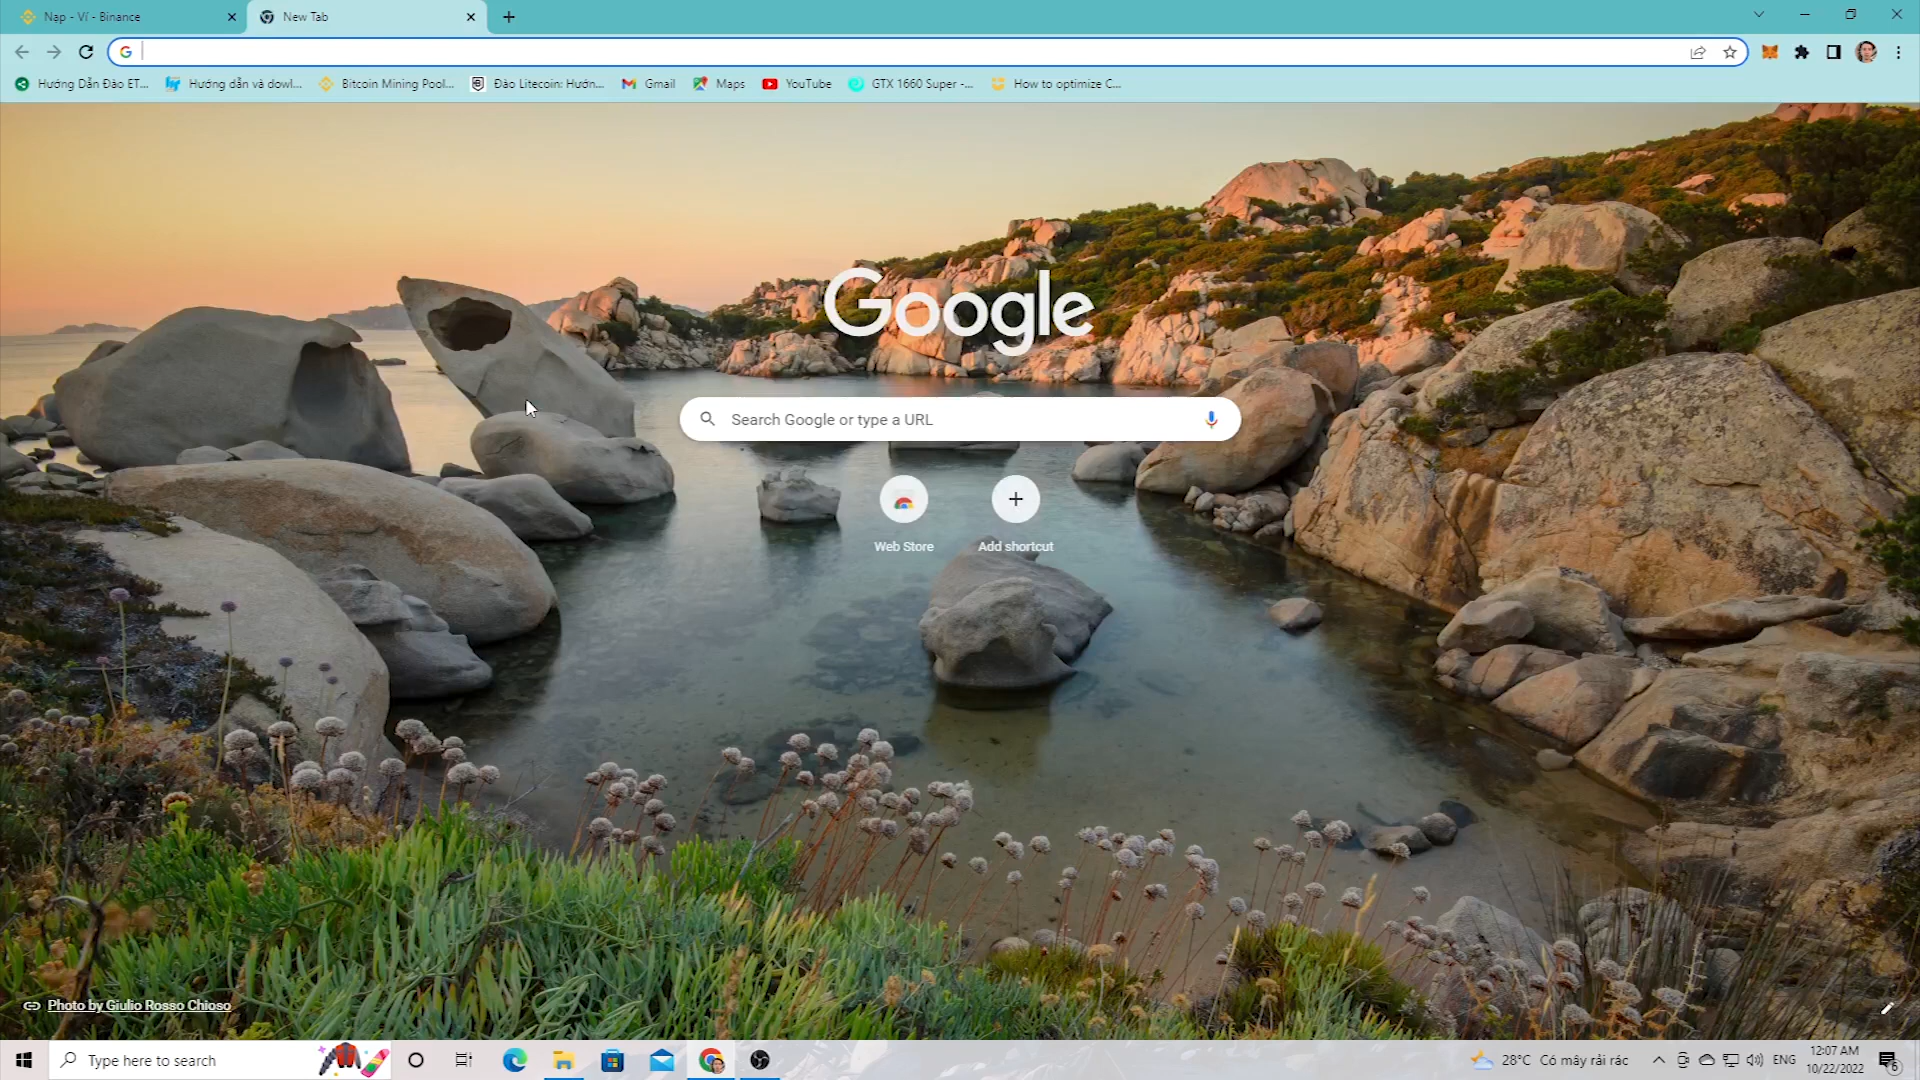 Nạp - Ví - Binance
New Tab
Hướng Dẫn Đào ET...
Hướng dẫn và dowl...
Bitcoin Mining Pool...
Đào Litecoin: Hướn...
Gmail
Maps
YouTube
GTX 1660 Super -...
How to optimize C...
Google
Search Google or type a URL
Web Store
Add shortcut
Photo by Giulio Rosso Chioso
Type here to search
28°C Có mây rải rác
ENG
12:07 AM
10/22/2022
6